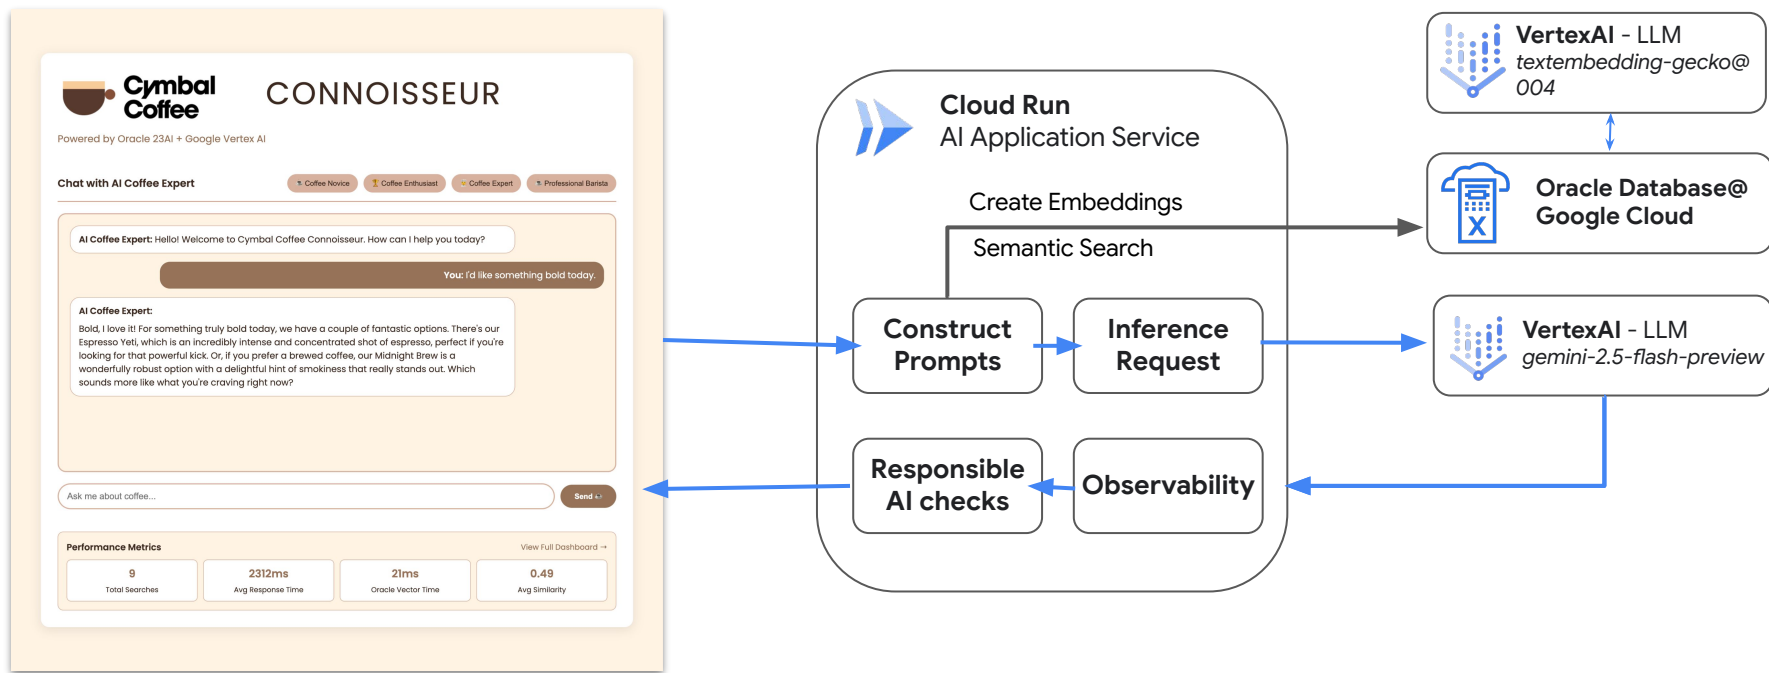 Cymbal
Coffee
CONNOISSEUR
Powered by Oracle 23AI + Google Vertex AI
Chat with AI Coffee Expert
Coffee Novice
Coffee Enthusiast
Coffee Expert
Professional Barista
AI Coffee Expert: Hello! Welcome to Cymbal Coffee Connoisseur. How can I help you today?
You: I'd like something bold today.
AI Coffee Expert:
Bold, I love it! For something truly bold today, we have a couple of fantastic options. There's our
Espresso Yeti, which is an incredibly intense and concentrated shot of espresso, perfect if you're
looking for that powerful kick. Or, if you prefer a brewed coffee, our Midnight Brew is a
wonderfully robust option with a delightful hint of smokiness that really stands out. Which
sounds more like what you're craving right now?
Ask me about coffee...
Send
Performance Metrics
View Full Dashboard →
9
Total Searches
2312ms
Avg Response Time
21ms
Oracle Vector Time
0.49
Avg Similarity
Cloud Run
AI Application Service
Create Embeddings
Semantic Search
Construct
Prompts
Inference
Request
Responsible
AI checks
Observability
VertexAI - LLM
textembedding-gecko@
004
Oracle Database@
Google Cloud
X
VertexAI - LLM
gemini-2.5-flash-preview